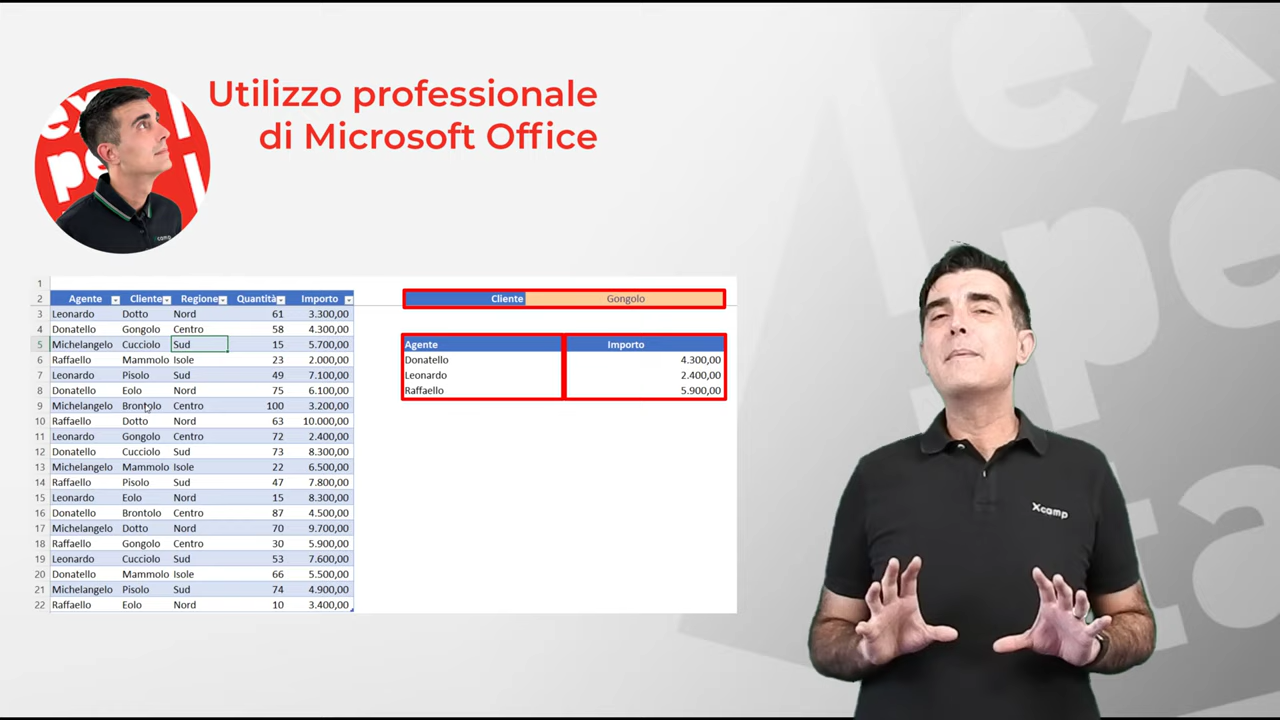 Utilizzo professionale
di Microsoft Office
1
2 Agente Cliente Regione Quantità Importo
3 Leonardo Dotto Nord 61 3.300,00
4 Donatello Gongolo Centro 58 4.300,00
5 Michelangelo Cucciolo Sud 15 5.700,00
6 Raffaello Mammolo Isole 23 2.000,00
7 Leonardo Pisolo Sud 49 7.100,00
8 Donatello Eolo Nord 75 6.100,00
9 Michelangelo Brontolo Centro 100 3.200,00
10 Raffaello Dotto Nord 63 10.000,00
11 Leonardo Gongolo Centro 72 2.400,00
12 Donatello Cucciolo Sud 73 8.300,00
13 Michelangelo Mammolo Isole 22 6.500,00
14 Raffaello Pisolo Sud 47 7.800,00
15 Leonardo Eolo Nord 15 8.300,00
16 Donatello Brontolo Centro 87 4.500,00
17 Michelangelo Dotto Nord 70 9.700,00
18 Raffaello Gongolo Centro 30 5.900,00
19 Leonardo Cucciolo Sud 53 7.600,00
20 Donatello Mammolo Isole 66 5.500,00
21 Michelangelo Pisolo Sud 74 4.900,00
22 Raffaello Eolo Nord 10 3.400,00
Cliente Gongolo
Agente Importo
Donatello 4.300,00
Leonardo 2.400,00
Raffaello 5.900,00
Xcamp
ex
.pe
ta
ex
pe